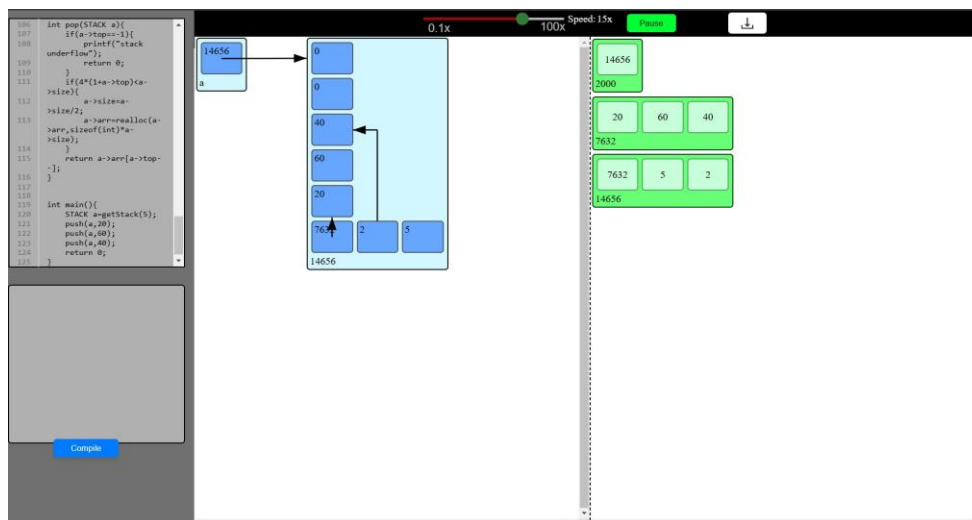 106 int pop(STACK a){
107 if(a->top==-1){
108 printf("stack
underflow");
109 return 0;
110 }
111 if(4*(1+a->top)<a-
>size){
112 a->size=a-
>size/2;
113 a->arr=realloc(a-
>arr,sizeof(int)*a-
>size);
114 }
115 return a->arr[a->top-
-];
116 }
117
118
119 int main(){
120 STACK a=getStack(5);
121 push(a,20);
122 push(a,60);
123 push(a,40);
124 return 0;
125 }
Compile
0.1x
100x
Speed: 15x
Pause
14656
a
0
0
40
60
20
7632 2 5
14656
14656
2000
20 60 40
7632
7632 5 2
14656